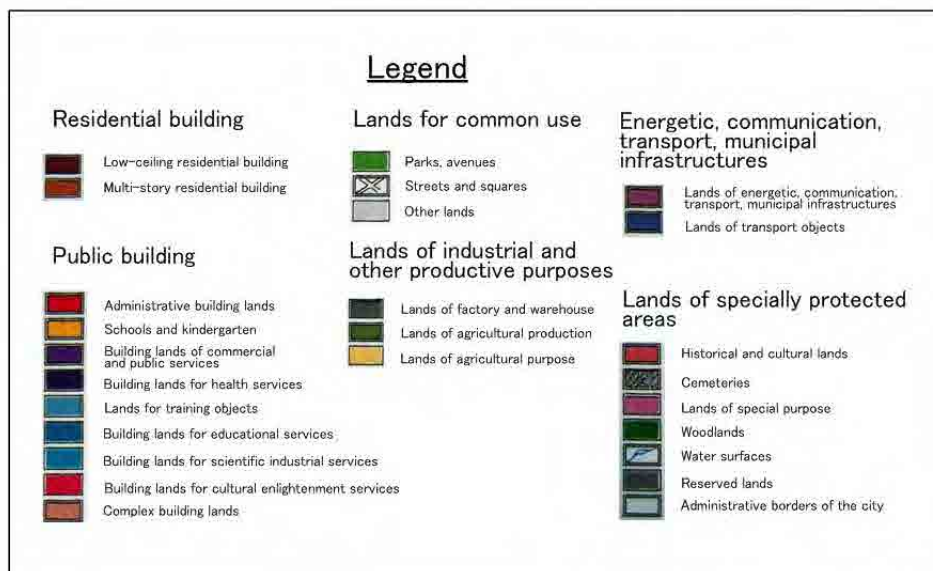 Legend
Residential building
Low-ceiling residential building
Multi-story residential building
Public building
Administrative building lands
Schools and kindergarten
Building lands of commercial
and public services
Building lands for health services
Lands for training objects
Building lands for educational services
Building lands for scientific industrial services
Building lands for cultural enlightenment services
Complex building lands
Lands for common use
Parks, avenues
Streets and squares
Other lands
Lands of industrial and
other productive purposes
Lands of factory and warehouse
Lands of agricultural production
Lands of agricultural purpose
Energetic, communication,
transport, municipal
infrastructures
Lands of energetic, communication,
transport, municipal infrastructures
Lands of transport objects
Lands of specially protected
areas
Historical and cultural lands
Cemeteries
Lands of special purpose
Woodlands
Water surfaces
Reserved lands
Administrative borders of the city